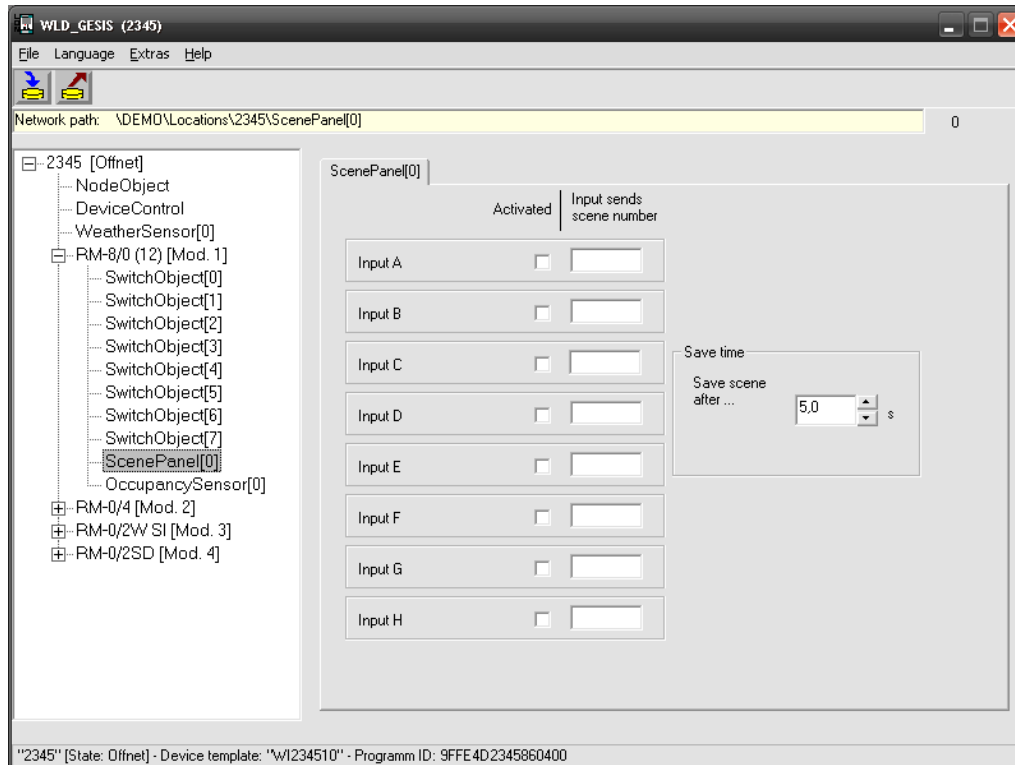 WLD_GESIS (2345)
File Language Extras Help
Network path: \DEMO\Locations\2345\ScenePanel[0] 0
2345 [Offnet]
NodeObject
DeviceControl
WeatherSensor[0]
RM-8/0 (12) [Mod. 1]
SwitchObject[0]
SwitchObject[1]
SwitchObject[2]
SwitchObject[3]
SwitchObject[4]
SwitchObject[5]
SwitchObject[6]
SwitchObject[7]
ScenePanel[0]
OccupancySensor[0]
RM-0/4 [Mod. 2]
RM-0/2W SI [Mod. 3]
RM-0/2SD [Mod. 4]
ScenePanel[0]
Activated
Input sends
scene number
Input A
Input B
Input C
Input D
Input E
Input F
Input G
Input H
Save time
Save scene
after ...
5,0 s
"2345" [State: Offnet] - Device template: "WI234510" - Programm ID: 9FFE4D2345860400